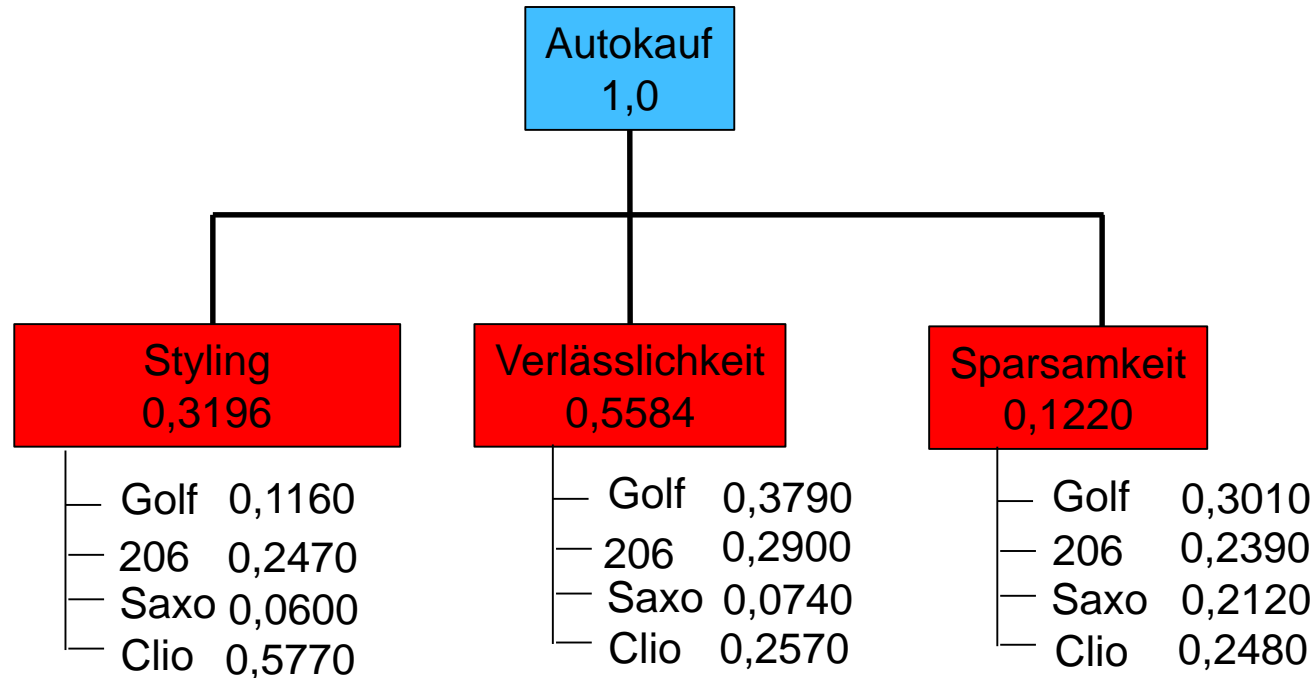 Autokauf
1,0
Styling
0,3196
Golf 0,1160
206 0,2470
Saxo 0,0600
Clio 0,5770
Verlässlichkeit
0,5584
Golf 0,3790
206 0,2900
Saxo 0,0740
Clio 0,2570
Sparsamkeit
0,1220
Golf 0,3010
206 0,2390
Saxo 0,2120
Clio 0,2480